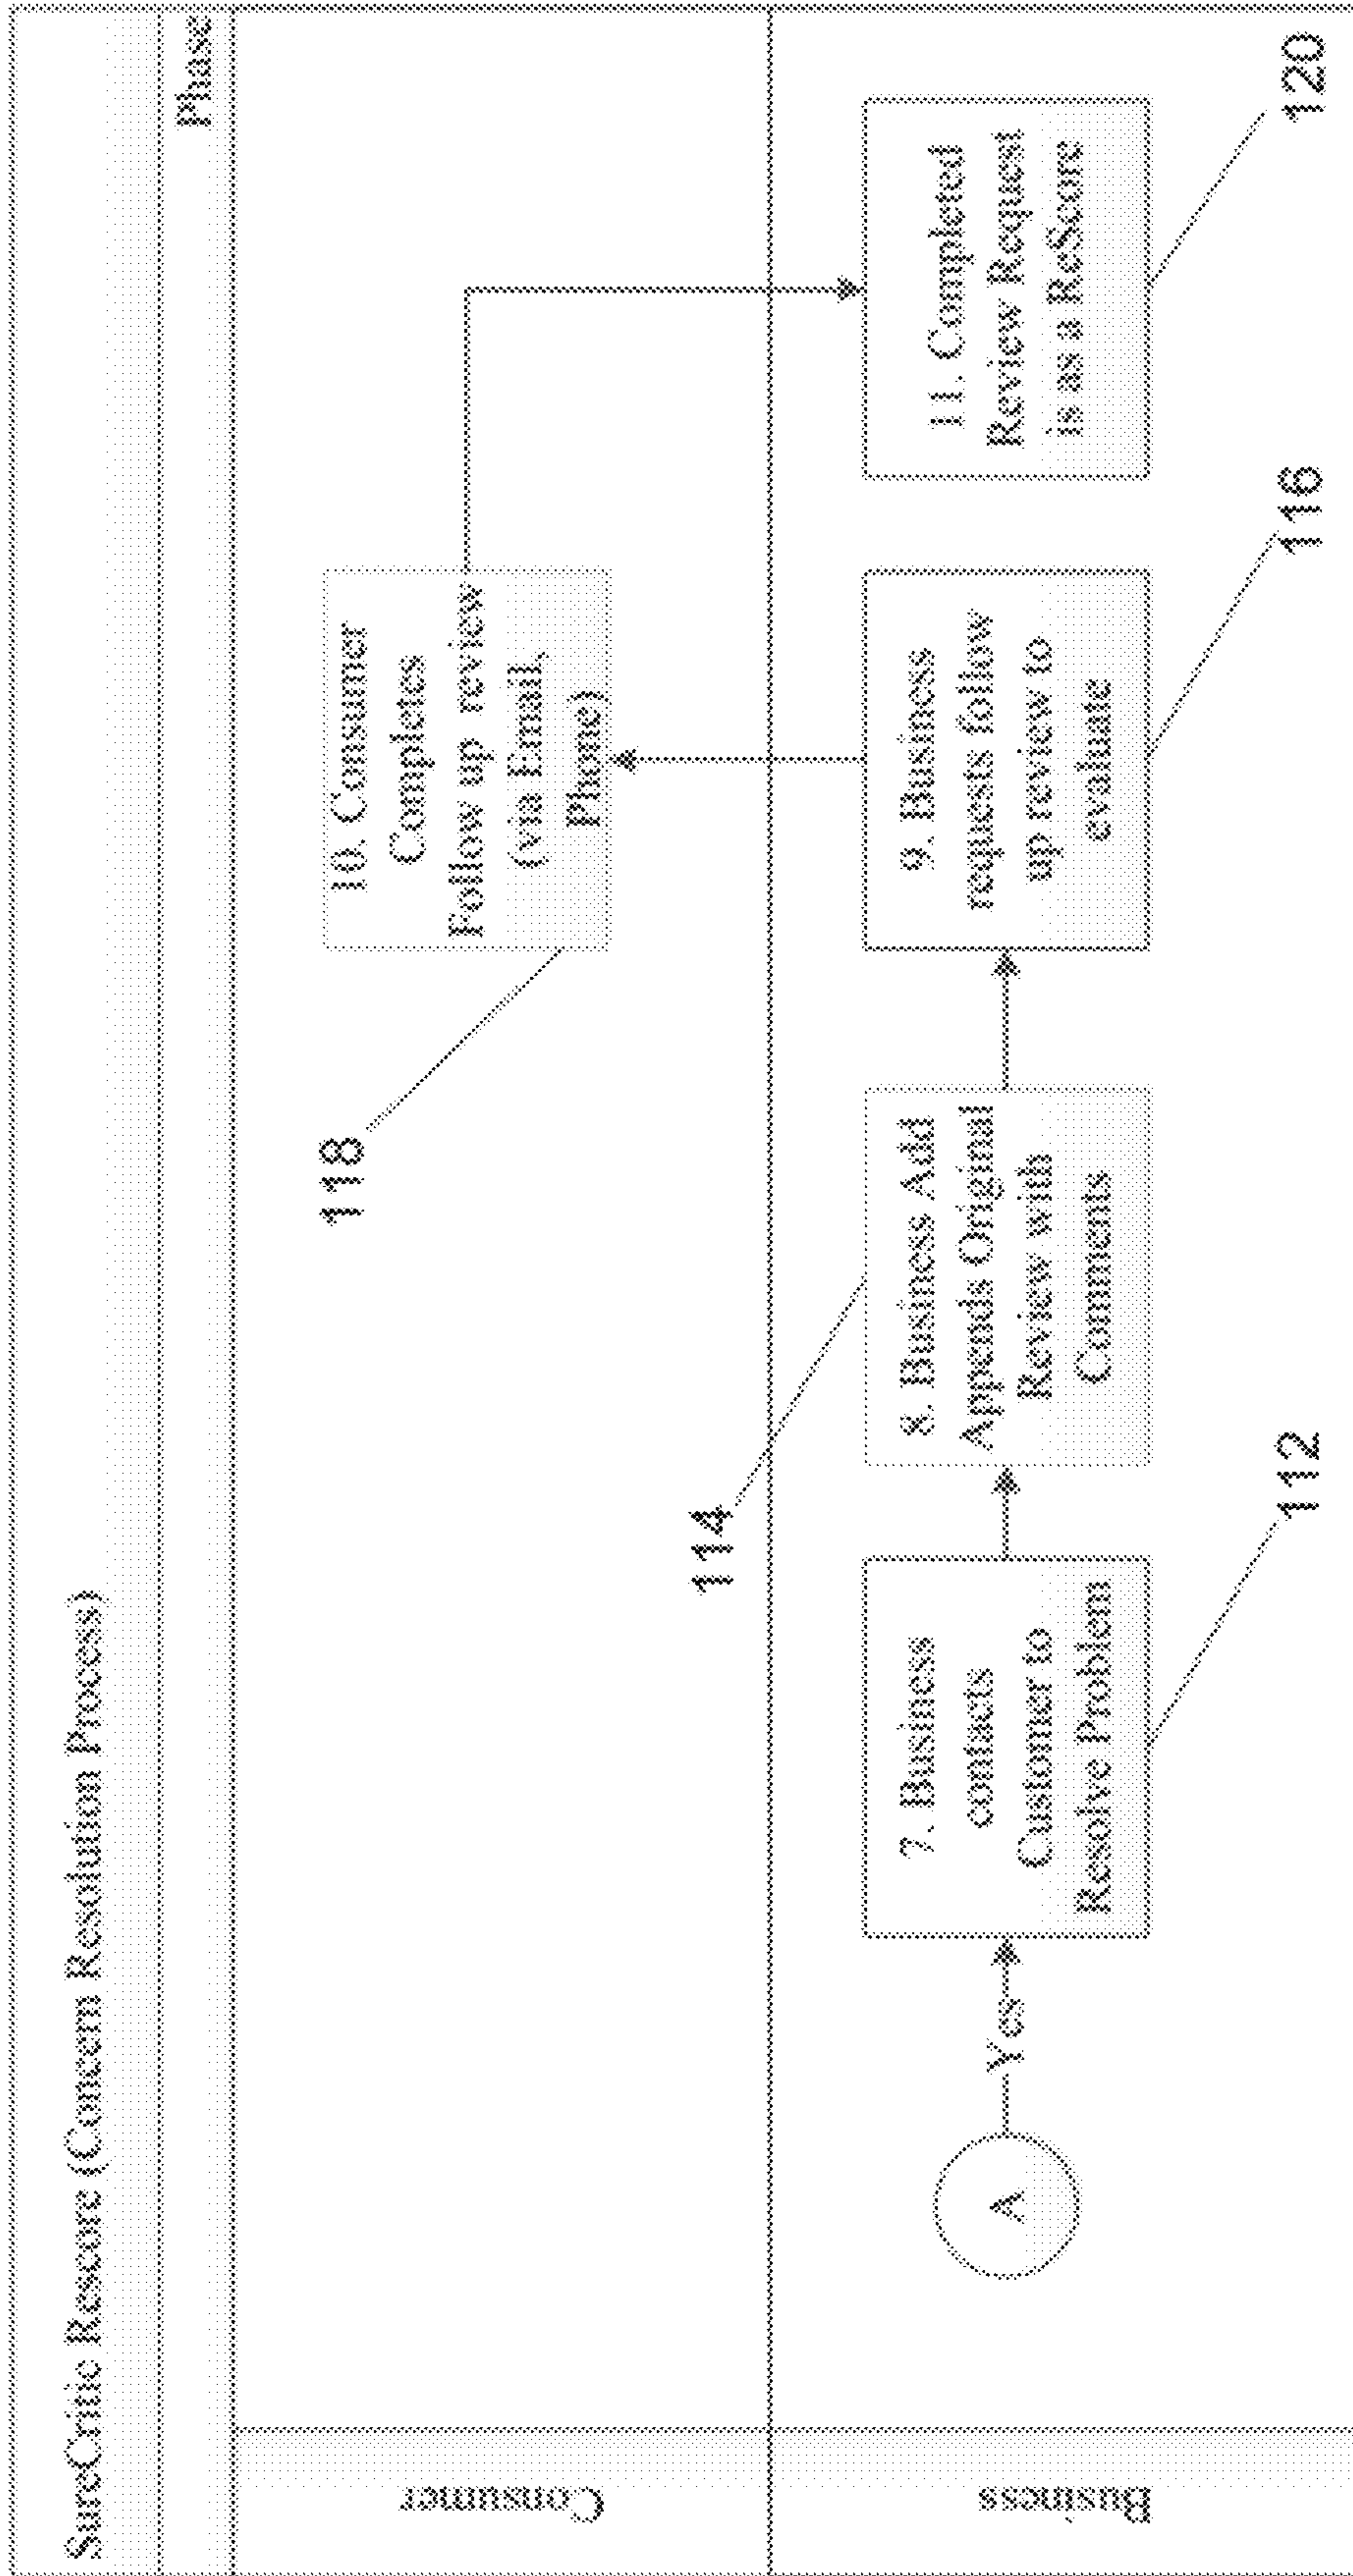 SureCritic Rescore (Concern Resolution Process)
Phase
Consumer
118
10. Consumer
Completes
Follow up review
(via Email,
Phone)
Business
A
Yes
7. Business
contacts
Customer to
Resolve Problem
112
114
8. Business Add
Appends Original
Review with
Comments
9. Business
requests follow
up review to
evaluate
116
11. Completed
Review Request
is as a ReScore
120